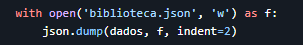 with open('biblioteca.json', 'w') as f:
    json.dump(dados, f, indent=2)